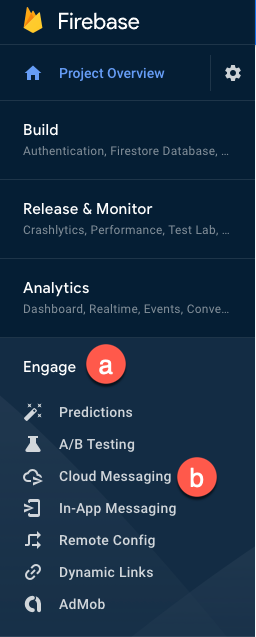 Firebase
Project Overview
Build
Authentication, Firestore Database, ...
Release & Monitor
Crashlytics, Performance, Test Lab, ...
Analytics
Dashboard, Realtime, Events, Conve...
Engage a
Predictions
A/B Testing
Cloud Messaging b
In-App Messaging
Remote Config
Dynamic Links
AdMob